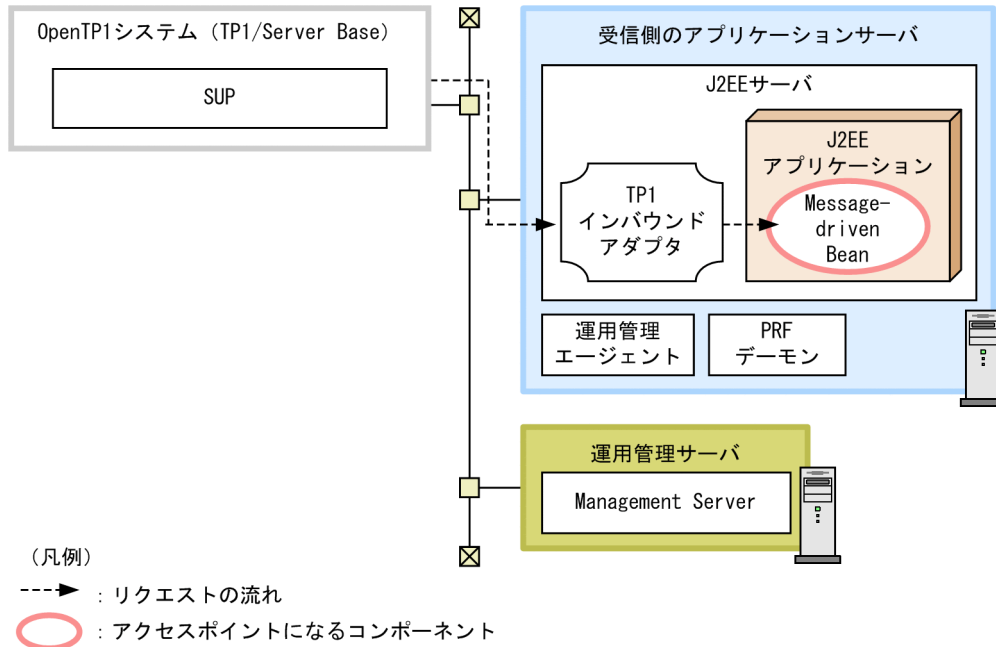 OpenTP1システム（TP1/Server Base）
SUP
受信側のアプリケーションサーバ
J2EEサーバ
J2EE
アプリケーション
Message-
driven
Bean
TP1
インバウンド
アダプタ
運用管理
エージェント
PRF
デーモン
運用管理サーバ
Management Server
（凡例）
：リクエストの流れ
：アクセスポイントになるコンポーネント